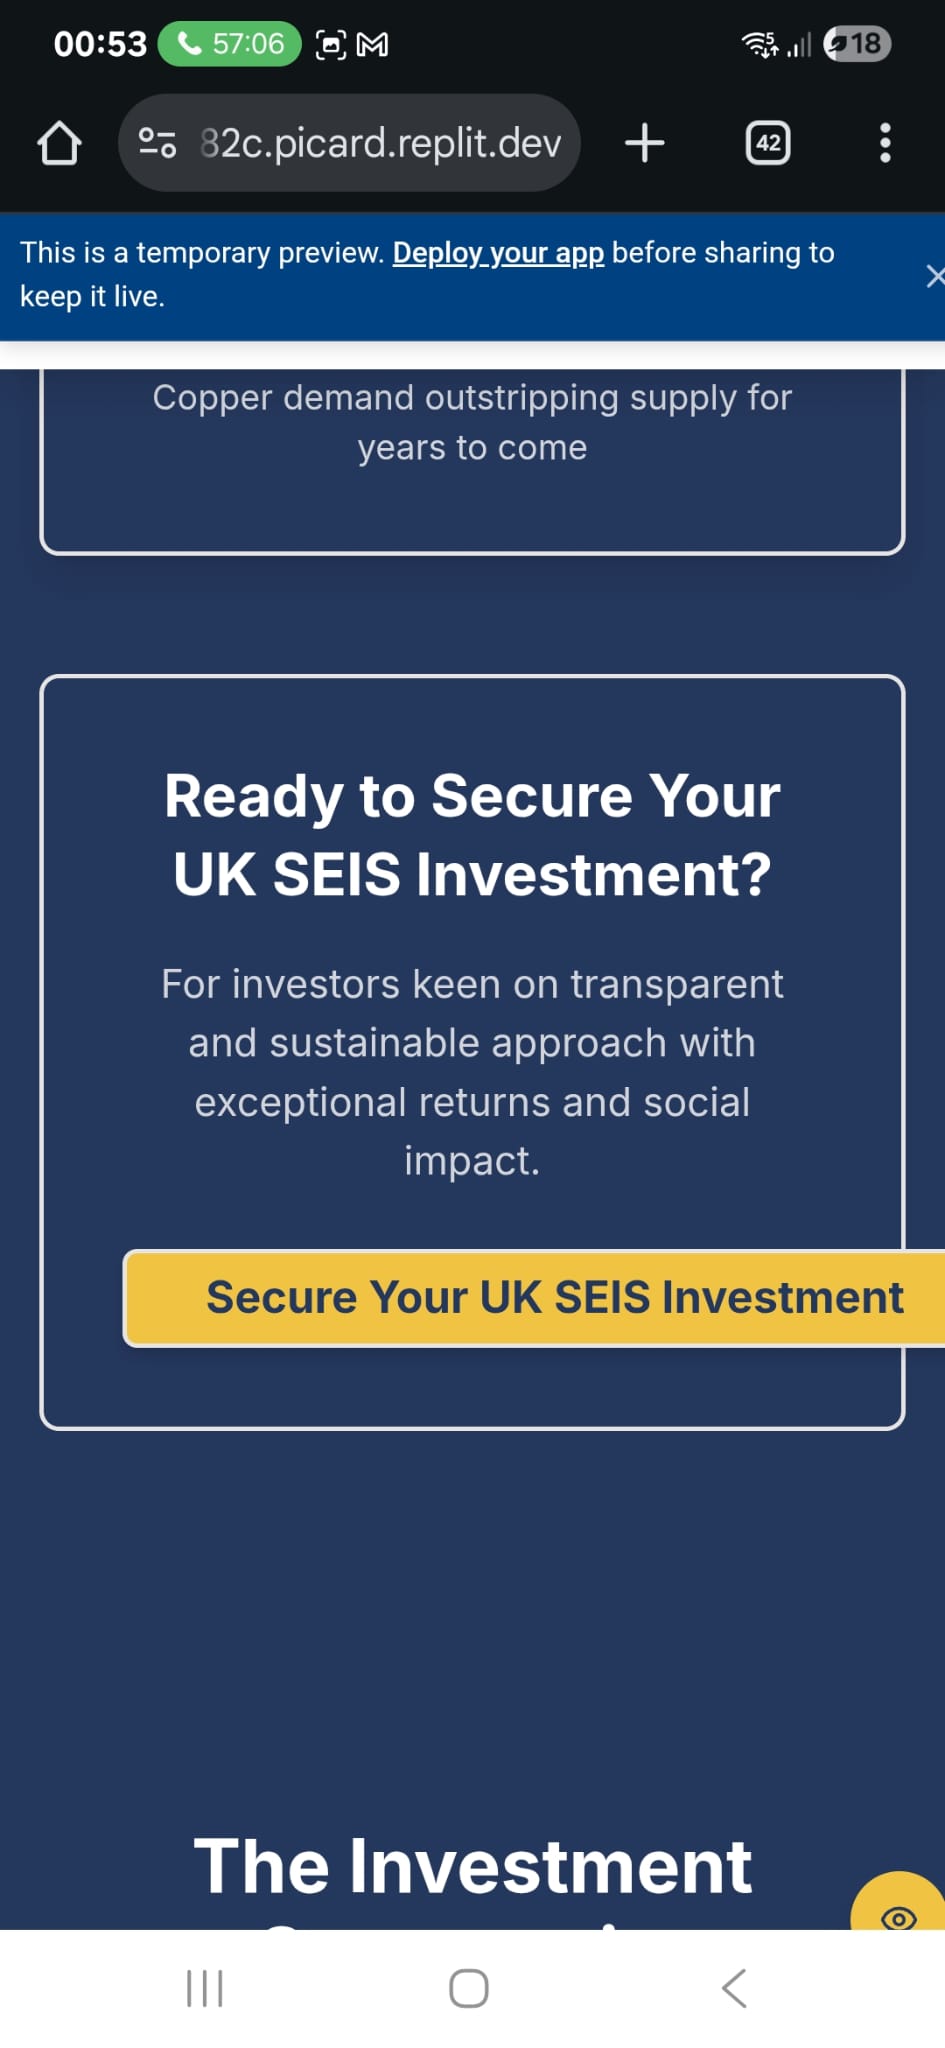 00:53 57:06 5 18
82c.picard.replit.dev 42
This is a temporary preview. Deploy your app before sharing to
keep it live.
Copper demand outstripping supply for
years to come
Ready to Secure Your
UK SEIS Investment?
For investors keen on transparent
and sustainable approach with
exceptional returns and social
impact.
Secure Your UK SEIS Investment
The Investment